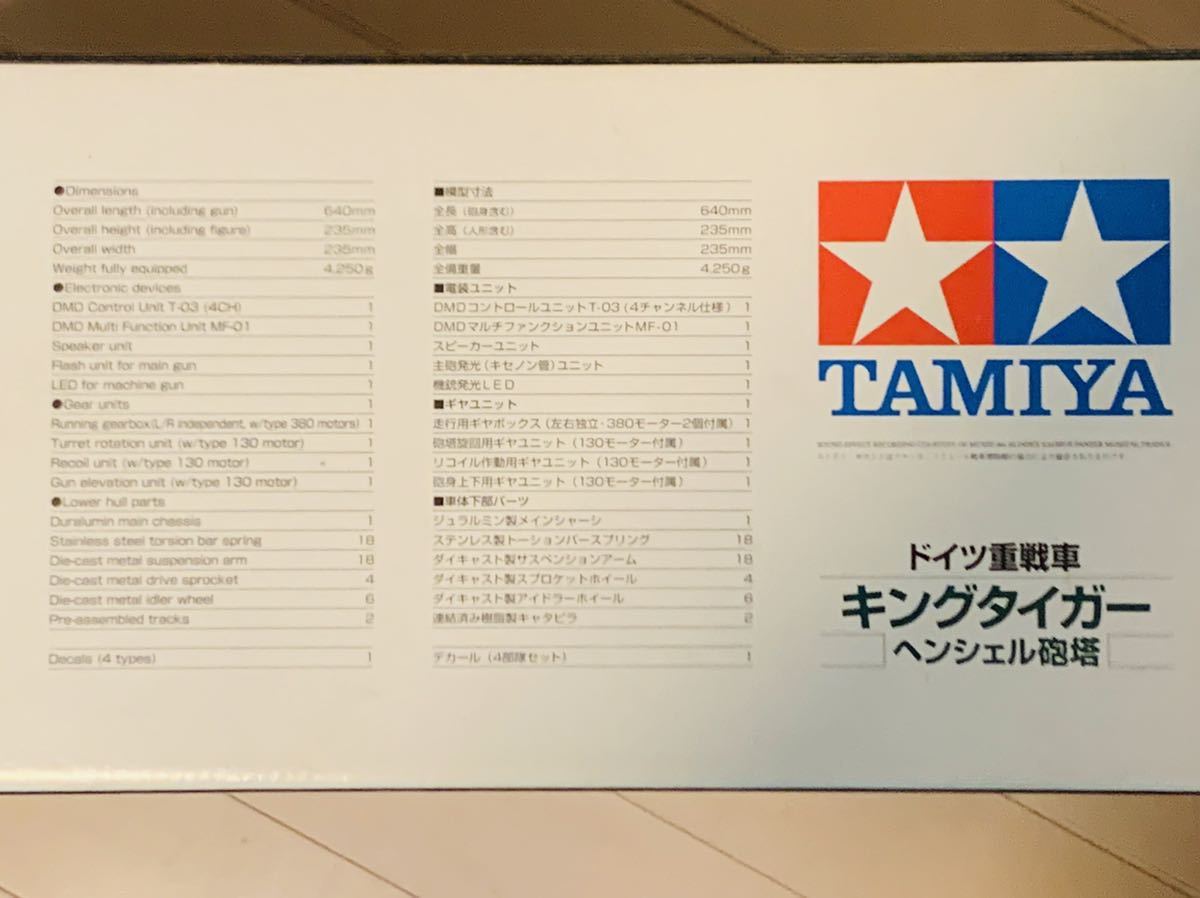 ●Dimensions
Overall length (including gun) 640mm
Overall height (including figure) 235mm
Overall width 235mm
Weight fully equipped 4,250g
●Electronic devices
DMD Control Unit T-03 (4CH) 1
DMD Multi Function Unit MF-01 1
Speaker unit 1
Flash unit for main gun 1
LED for machine gun 1
●Gear units 1
Running gearbox(L/R independent, w/type 380 motors) 1
Turret rotation unit (w/type 130 motor) 1
Recoil unit (w/type 130 motor) 1
Gun elevation unit (w/type 130 motor) 1
●Lower hull parts
Duralumin main chassis 1
Stainless steel torsion bar spring 18
Die-cast metal suspension arm 18
Die-cast metal drive sprocket 4
Die-cast metal idler wheel 6
Pre-assembled tracks 2
Decals (4 types) 1
■模型寸法
全長（砲身含む） 640mm
全高（人形含む） 235mm
全幅 235mm
全備重量 4,250g
■電装ユニット
DMDコントロールユニットT-03（4チャンネル仕様） 1
DMDマルチファンクションユニットMF-01 1
スピーカーユニット 1
主砲発光（キセノン管）ユニット 1
機銃発光LED 1
■ギヤユニット 1
走行用ギヤボックス（左右独立・380モーター2個付属） 1
砲塔旋回用ギヤユニット（130モーター付属） 1
リコイル作動用ギヤユニット（130モーター付属） 1
砲身上下用ギヤユニット（130モーター付属） 1
■車体下部パーツ
ジュラルミン製メインシャーシ 1
ステンレス製トーションバースプリング 18
ダイキャスト製サスペンションアーム 18
ダイキャスト製スプロケットホイール 4
ダイキャスト製アイドラーホイール 6
連結済み樹脂製キャタピラ 2
デカール（4部隊セット） 1
TAMIYA
ドイツ重戦車
キングタイガー
ヘンシェル砲塔